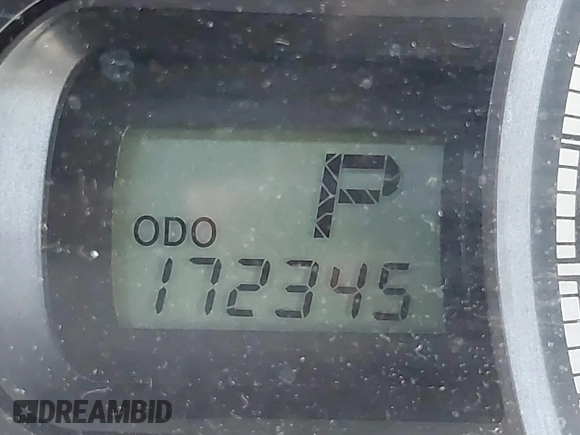 P
ODO
172345
DREAMBID